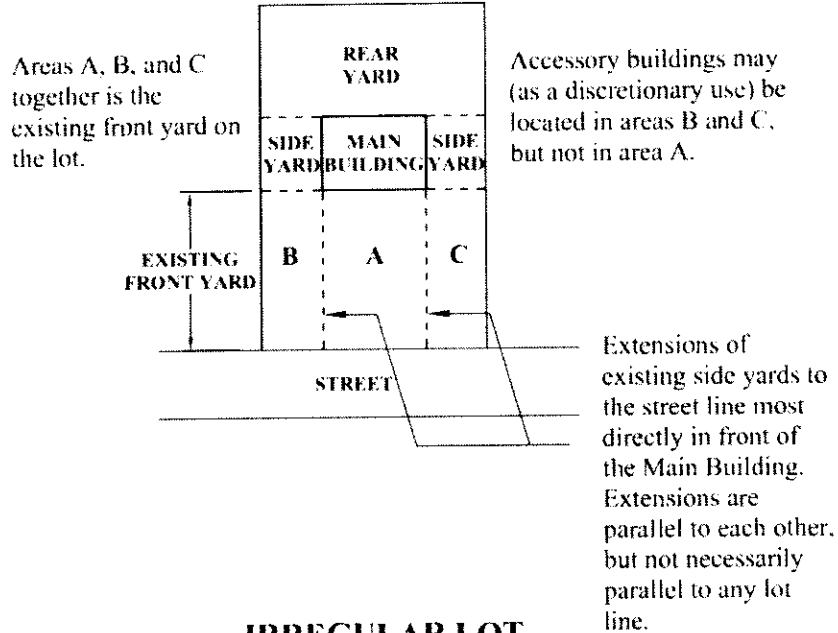 Areas A, B, and C
together is the
existing front yard on
the lot.
REAR
YARD
Accessory buildings may
(as a discretionary use) be
located in areas B and C,
but not in area A.
SIDE
YARD
MAIN
BUILDING
SIDE
YARD
EXISTING
FRONT YARD
B
A
C
STREET
Extensions of
existing side yards to
the street line most
directly in front of
the Main Building.
Extensions are
parallel to each other,
but not necessarily
parallel to any lot
line.
IRREGULAR LOT